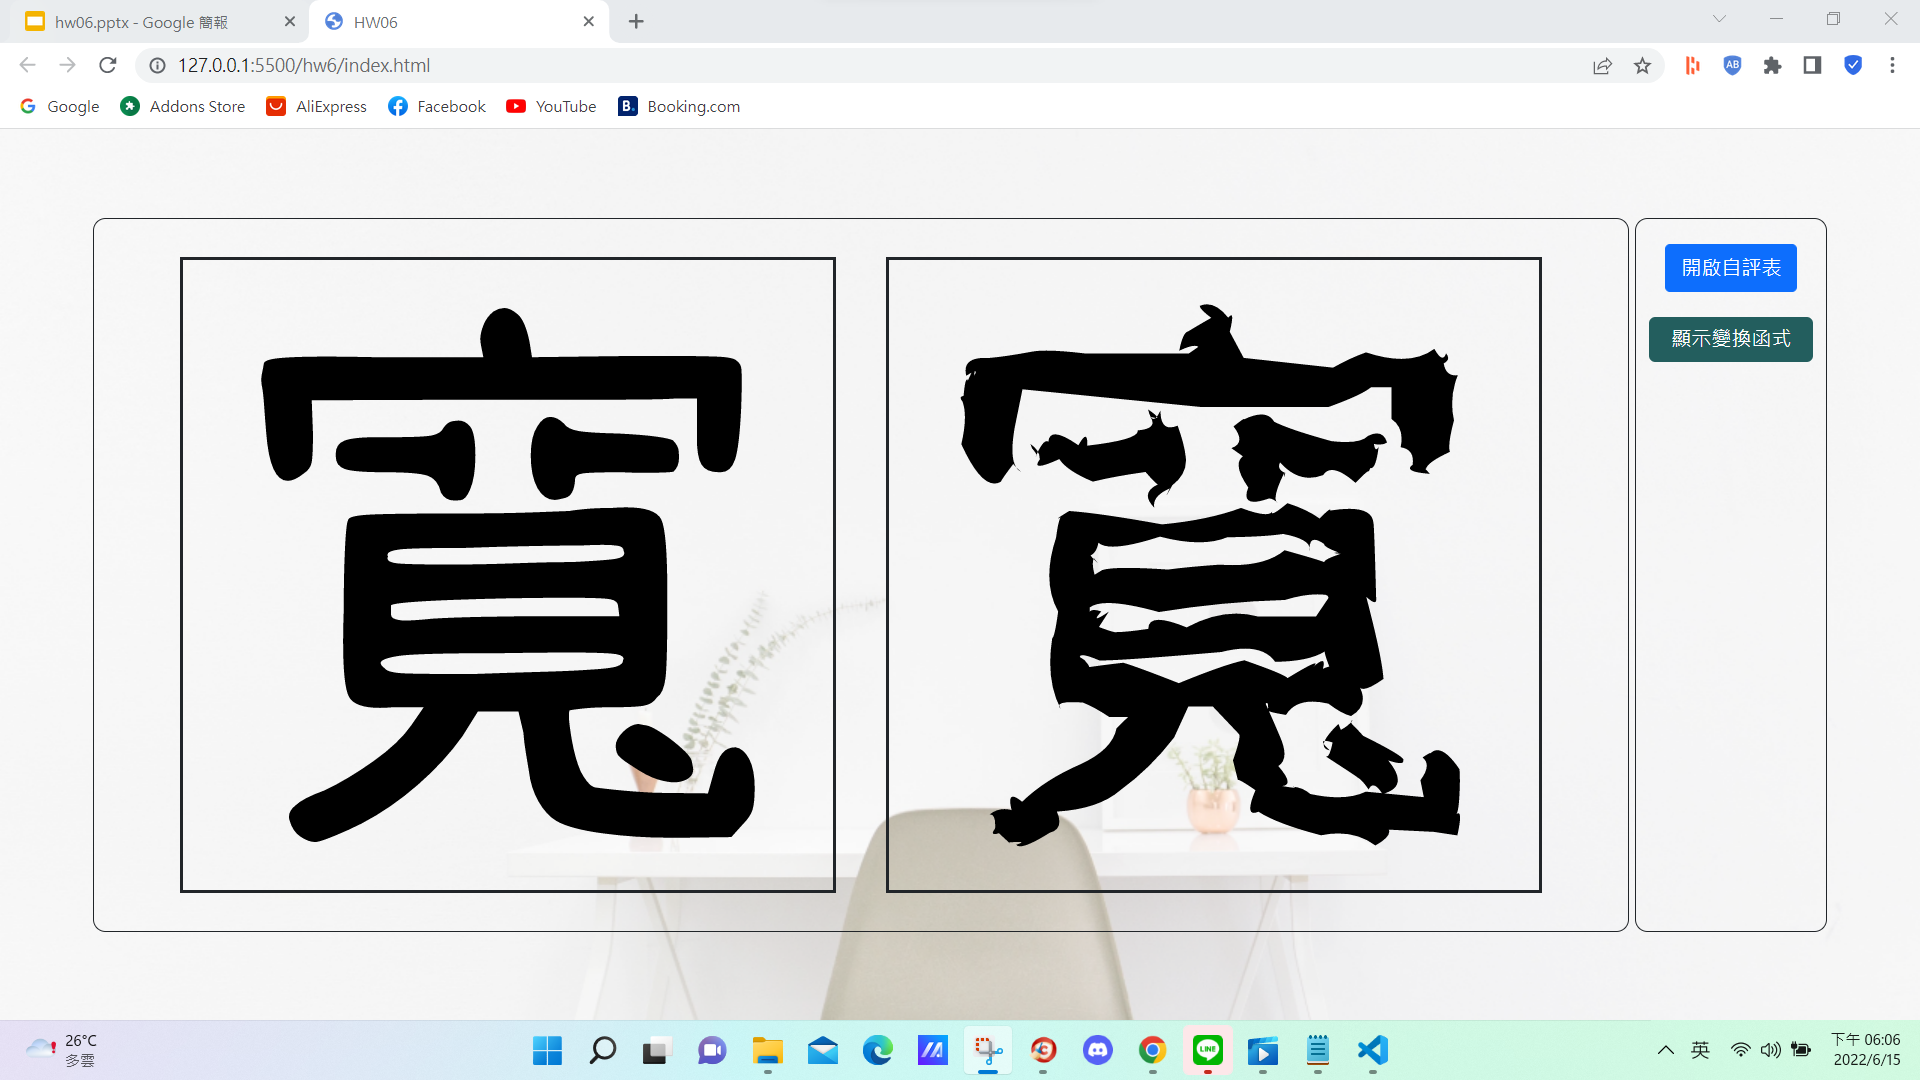 hw06.pptx - Google 簡報
HW06
127.0.0.1:5500/hw6/index.html
Google
Addons Store
AliExpress
Facebook
YouTube
Booking.com
寬
寬
開啟自評表
顯示變換函式
26°C
多雲
英
下午 06:06
2022/6/15